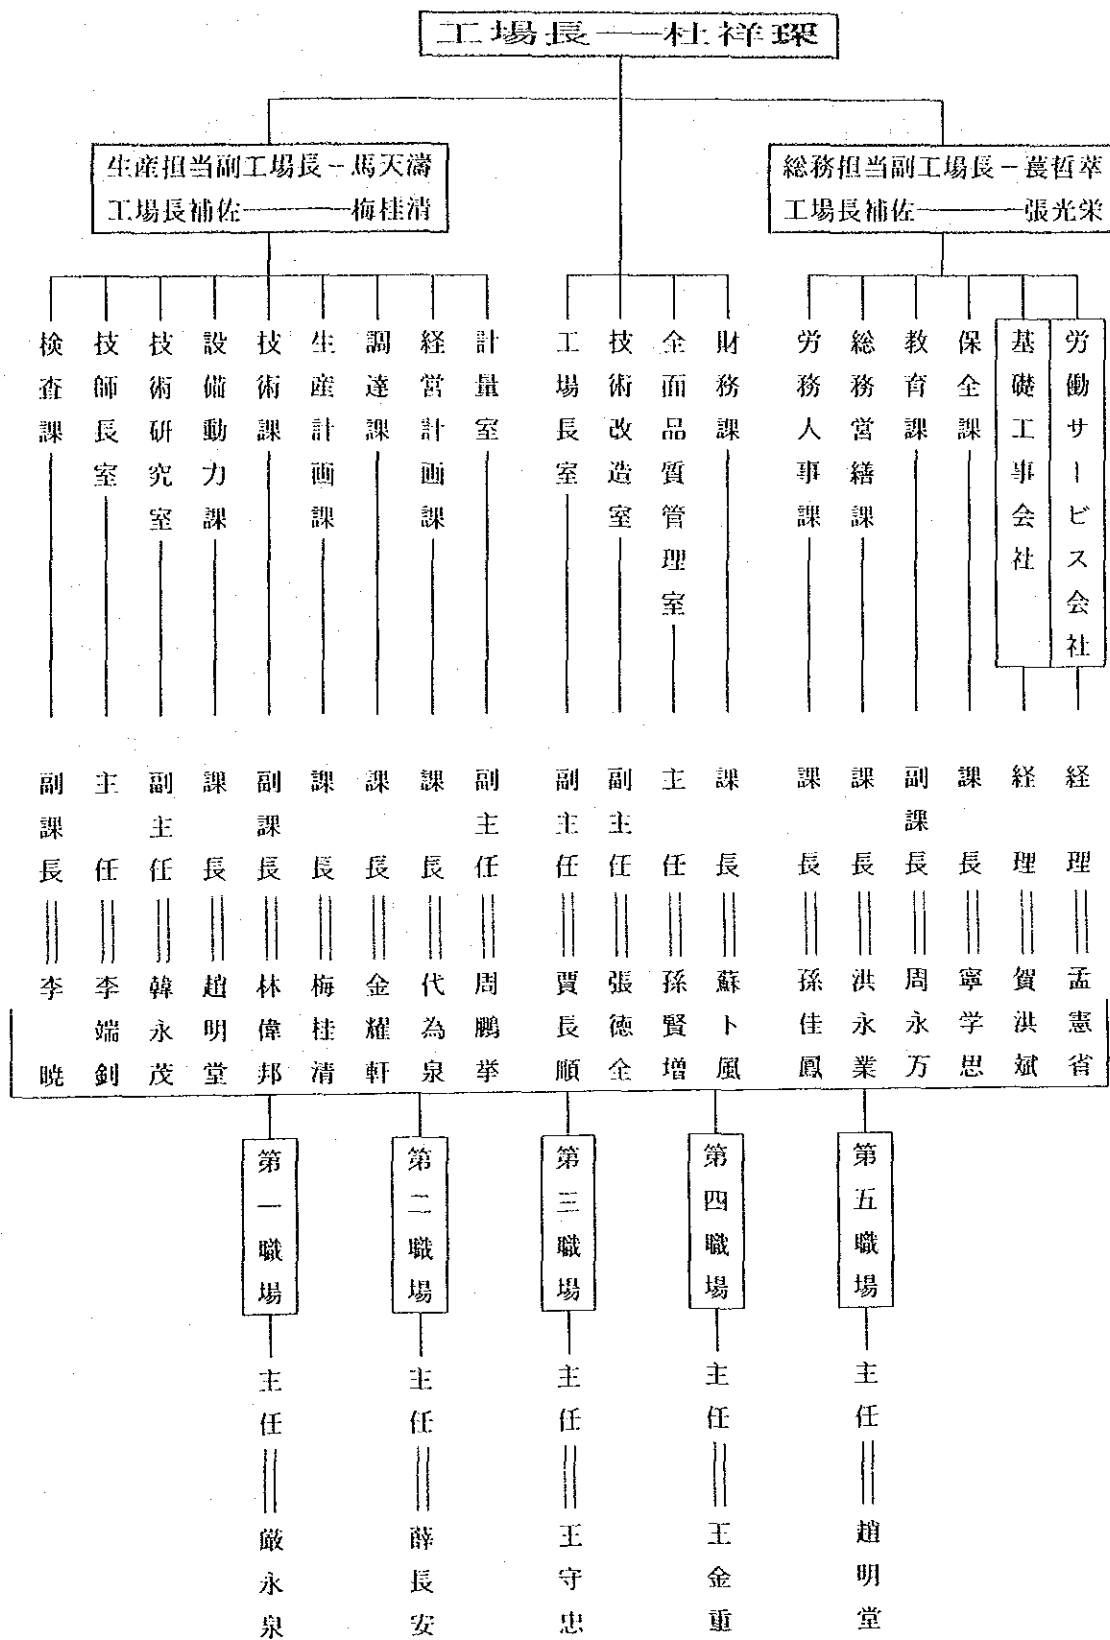 工場長――杜祥琛
生産担当副工場長－馬天濤
工場長補佐――――梅桂清
総務担当副工場長－萇哲萃
工場長補佐――――張光栄
検査課
技師長室
技術研究室
設備動力課
技術課
生産計画課
調達課
経営計画課
計量室
工場長室
技術改造室
全面品質管理室
財務課
労務人事課
総務営繕課
教育課
保全課
基礎工事会社
労働サービス会社
副課長＝李暁
主任＝李端釗
副主任＝韓永茂
課長＝趙明堂
副課長＝林偉邦
課長＝梅桂清
課長＝金耀軒
課長＝代為泉
副主任＝周鵬挙
副主任＝賈長順
副主任＝張徳全
主任＝孫賢増
課長＝蘇卜風
課長＝孫佳鳳
課長＝洪永業
副課長＝周永万
課長＝寧学思
経理＝賀洪斌
経理＝孟憲省
第一職場
第二職場
第三職場
第四職場
第五職場
主任＝厳永泉
主任＝薛長安
主任＝王守忠
主任＝王金重
主任＝趙明堂